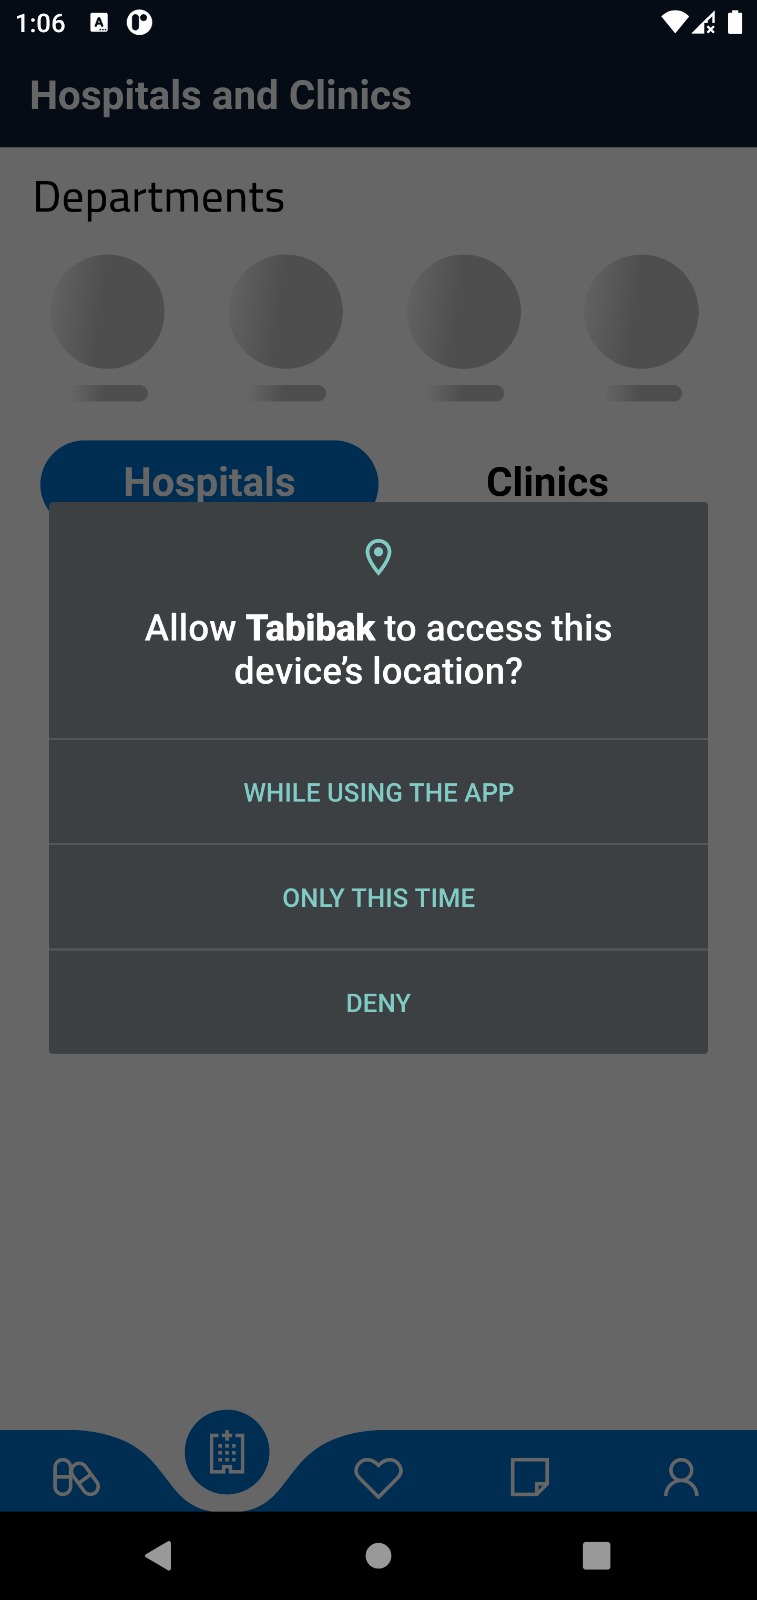 1:06
Hospitals and Clinics
Departments
Hospitals
Clinics
Allow Tabibak to access this
device’s location?
WHILE USING THE APP
ONLY THIS TIME
DENY